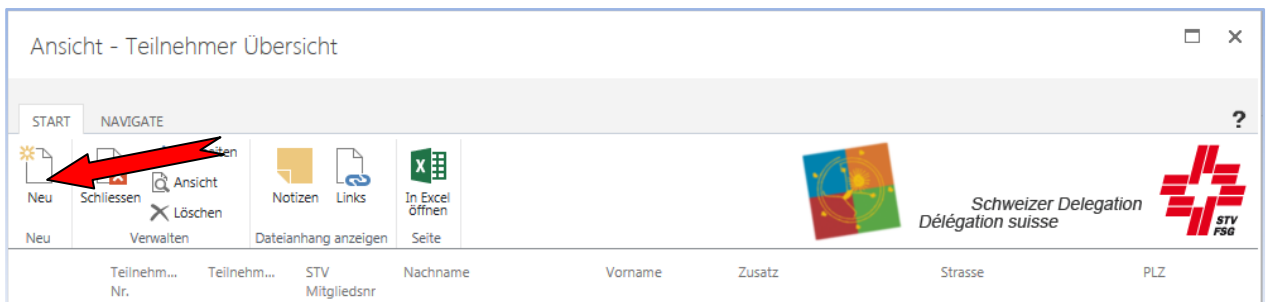 Ansicht - Teilnehmer Übersicht
START NAVIGATE ?
Neu
Schliessen
Ansicht
Löschen
Notizen Links
In Excel
öffnen
Neu Verwalten Dateianhang anzeigen Seite
Schweizer Delegation
Délégation suisse
STV
FSG
Teilnehm... Teilnehm... STV Nachname Vorname Zusatz Strasse PLZ
Nr. Mitgliedsnr